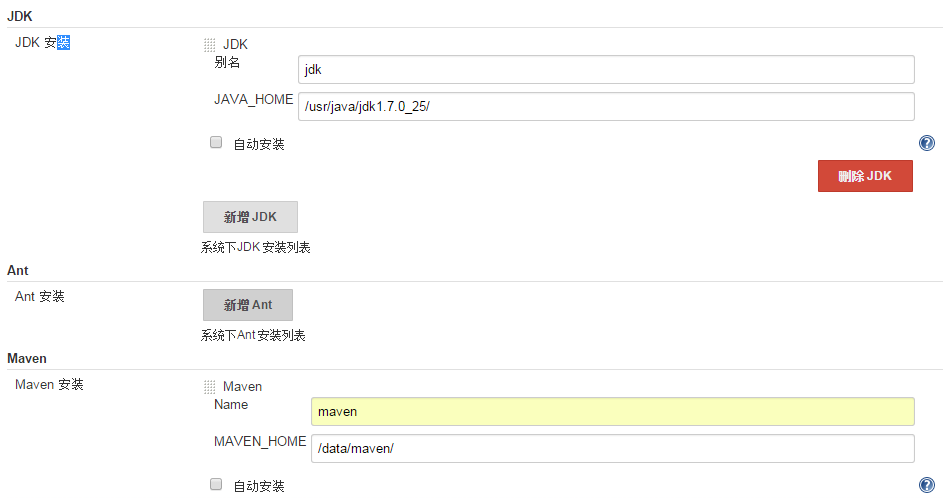 JDK
JDK 安装
JDK
别名
jdk
JAVA_HOME
/usr/java/jdk1.7.0_25/
自动安装
?
删除 JDK
新增 JDK
系统下JDK 安装列表
Ant
Ant 安装
新增 Ant
系统下Ant 安装列表
Maven
Maven 安装
Maven
Name
maven
MAVEN_HOME
/data/maven/
自动安装
?